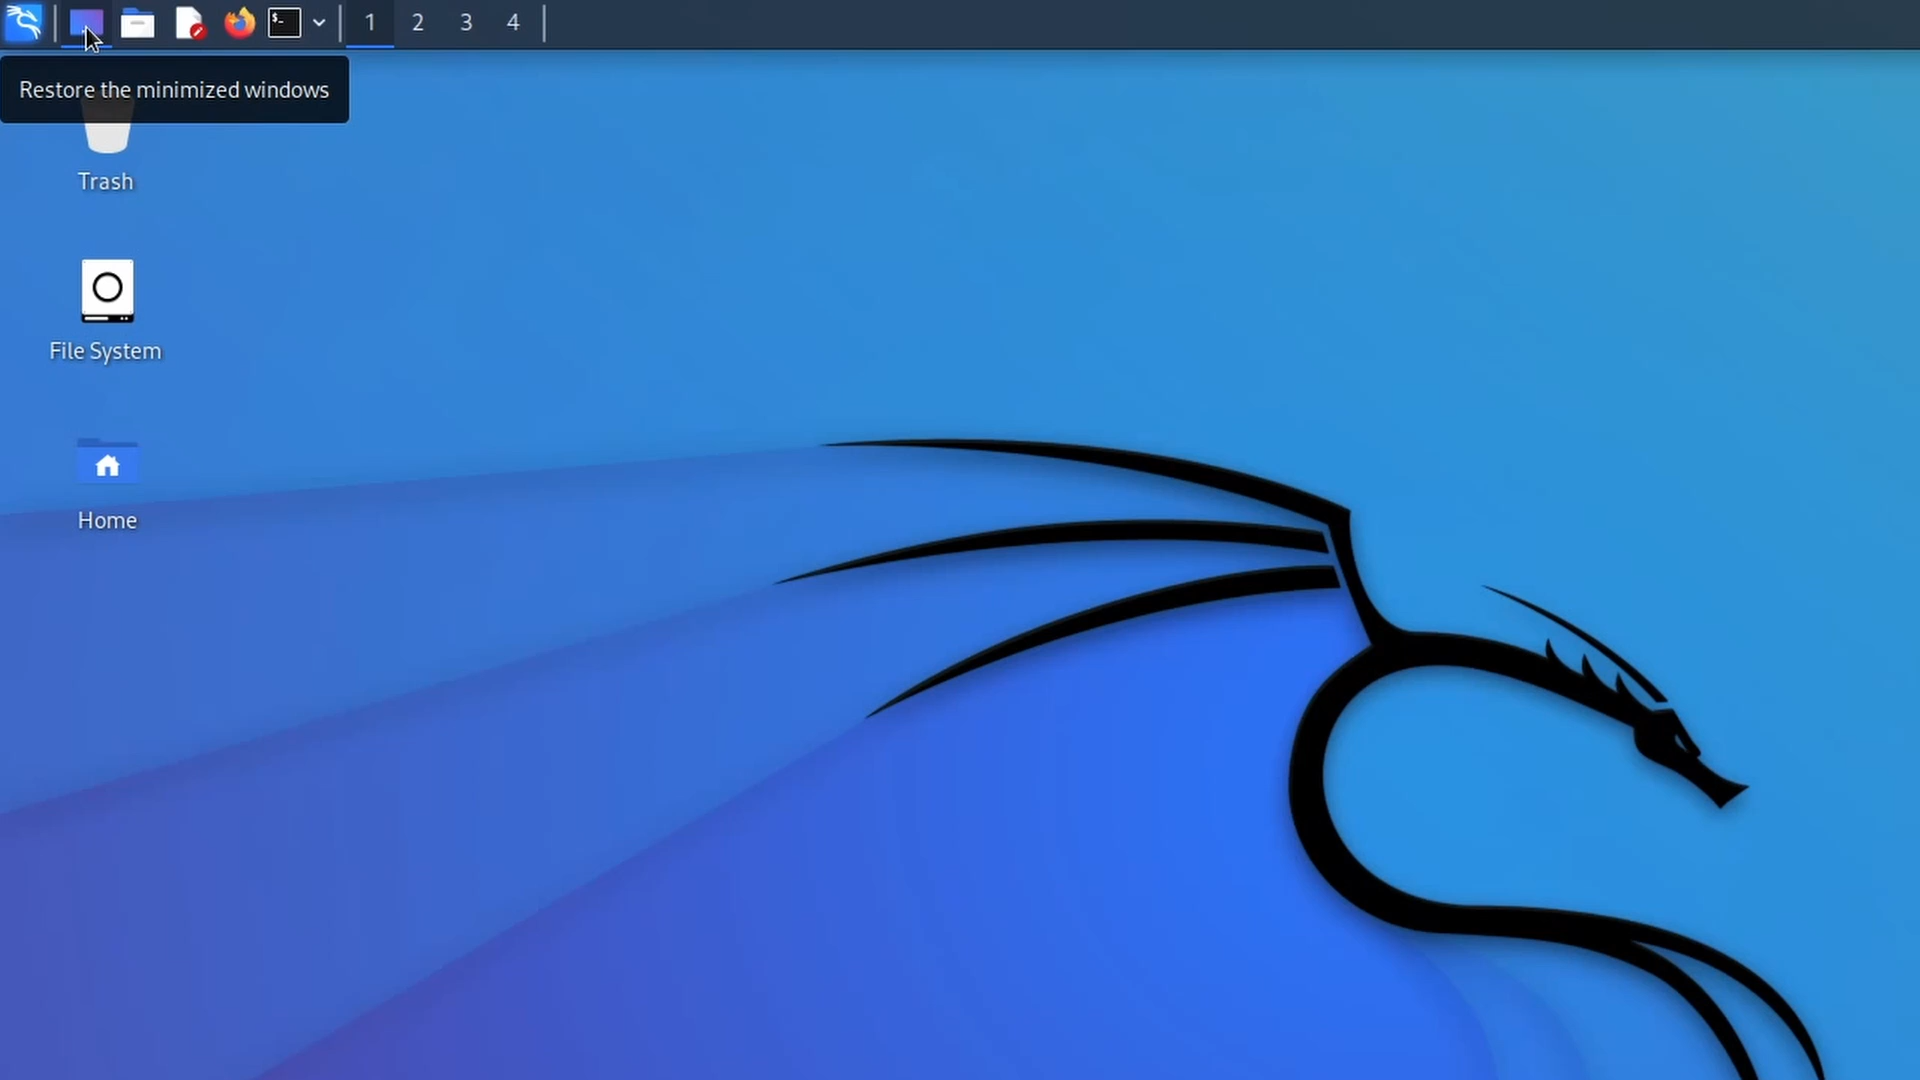 $-
1 2 3 4
Restore the minimized windows
Trash
File System
Home